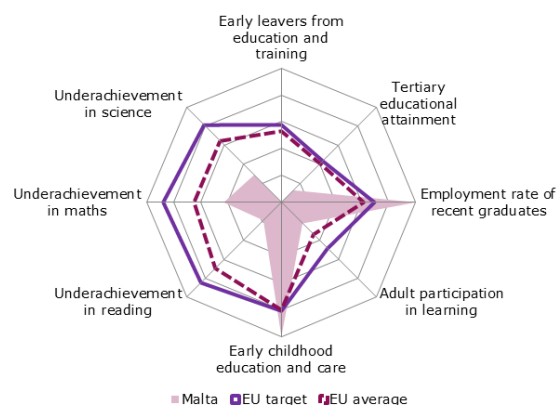 Early leavers from
education and
training
Tertiary
educational
attainment
Employment rate of
recent graduates
Adult participation
in learning
Early childhood
education and care
Underachievement
in reading
Underachievement
in maths
Underachievement
in science
Malta EU target EU average